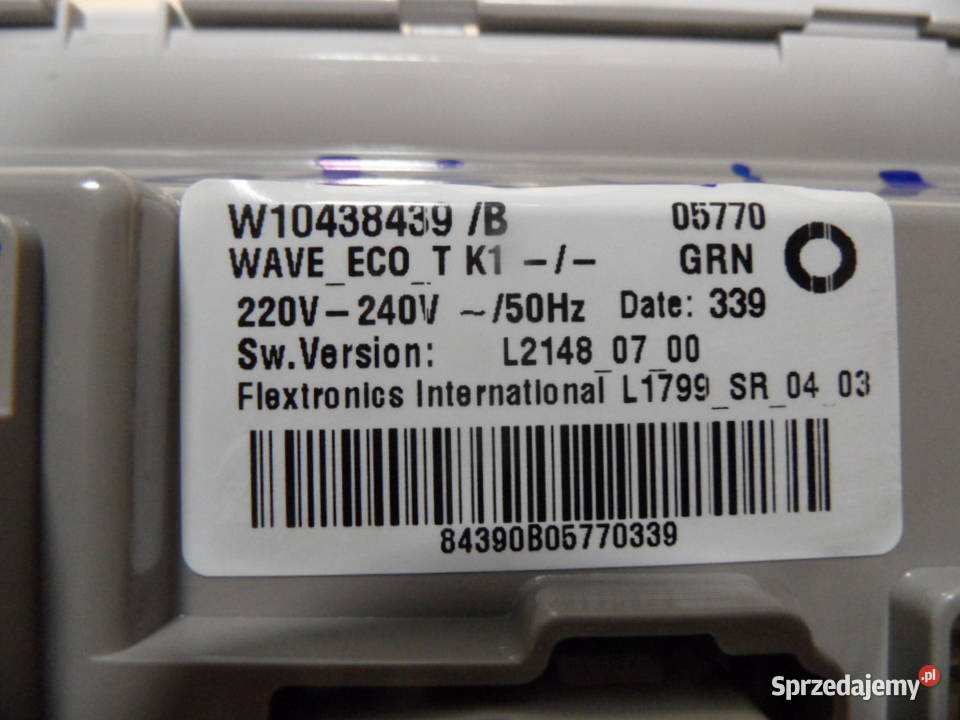 W10438439 /B 05770
WAVE_ECO_T K1 -/- GRN
220V-240V ~/50Hz Date: 339
Sw.Version: L2148_07_00
Flextronics International L1799_SR_04_03
84390B05770339
Sprzedajemy.pl